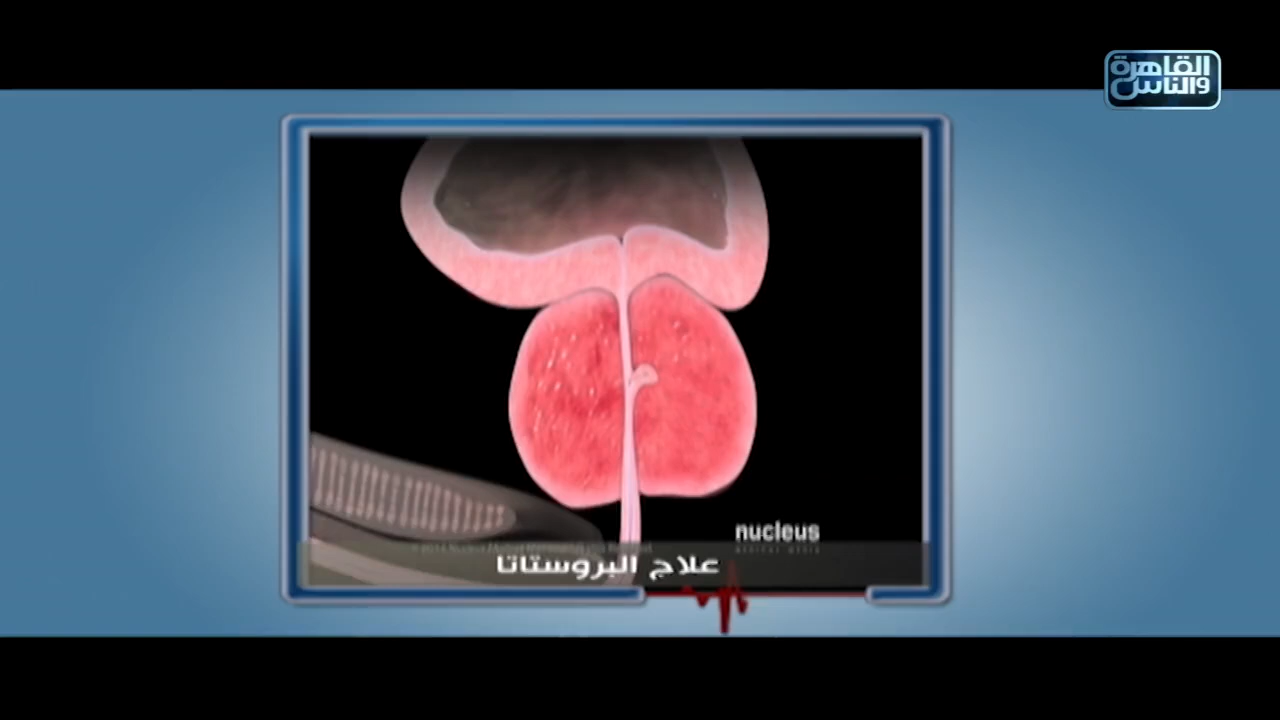 القاهرة
والناس
nucleus
علاج البروستاتا